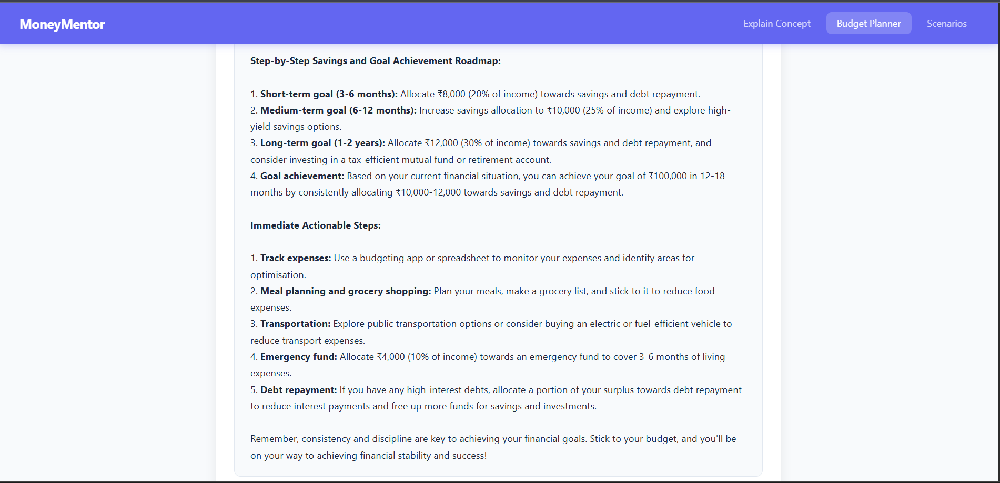 MoneyMentor
Explain Concept
Budget Planner
Scenarios
Step-by-Step Savings and Goal Achievement Roadmap:
1. Short-term goal (3-6 months): Allocate ₹8,000 (20% of income) towards savings and debt repayment.
2. Medium-term goal (6-12 months): Increase savings allocation to ₹10,000 (25% of income) and explore high-
yield savings options.
3. Long-term goal (1-2 years): Allocate ₹12,000 (30% of income) towards savings and debt repayment, and
consider investing in a tax-efficient mutual fund or retirement account.
4. Goal achievement: Based on your current financial situation, you can achieve your goal of ₹100,000 in 12-18
months by consistently allocating ₹10,000-12,000 towards savings and debt repayment.
Immediate Actionable Steps:
1. Track expenses: Use a budgeting app or spreadsheet to monitor your expenses and identify areas for
optimisation.
2. Meal planning and grocery shopping: Plan your meals, make a grocery list, and stick to it to reduce food
expenses.
3. Transportation: Explore public transportation options or consider buying an electric or fuel-efficient vehicle to
reduce transport expenses.
4. Emergency fund: Allocate ₹4,000 (10% of income) towards an emergency fund to cover 3-6 months of living
expenses.
5. Debt repayment: If you have any high-interest debts, allocate a portion of your surplus towards debt repayment
to reduce interest payments and free up more funds for savings and investments.
Remember, consistency and discipline are key to achieving your financial goals. Stick to your budget, and you'll be
on your way to achieving financial stability and success!